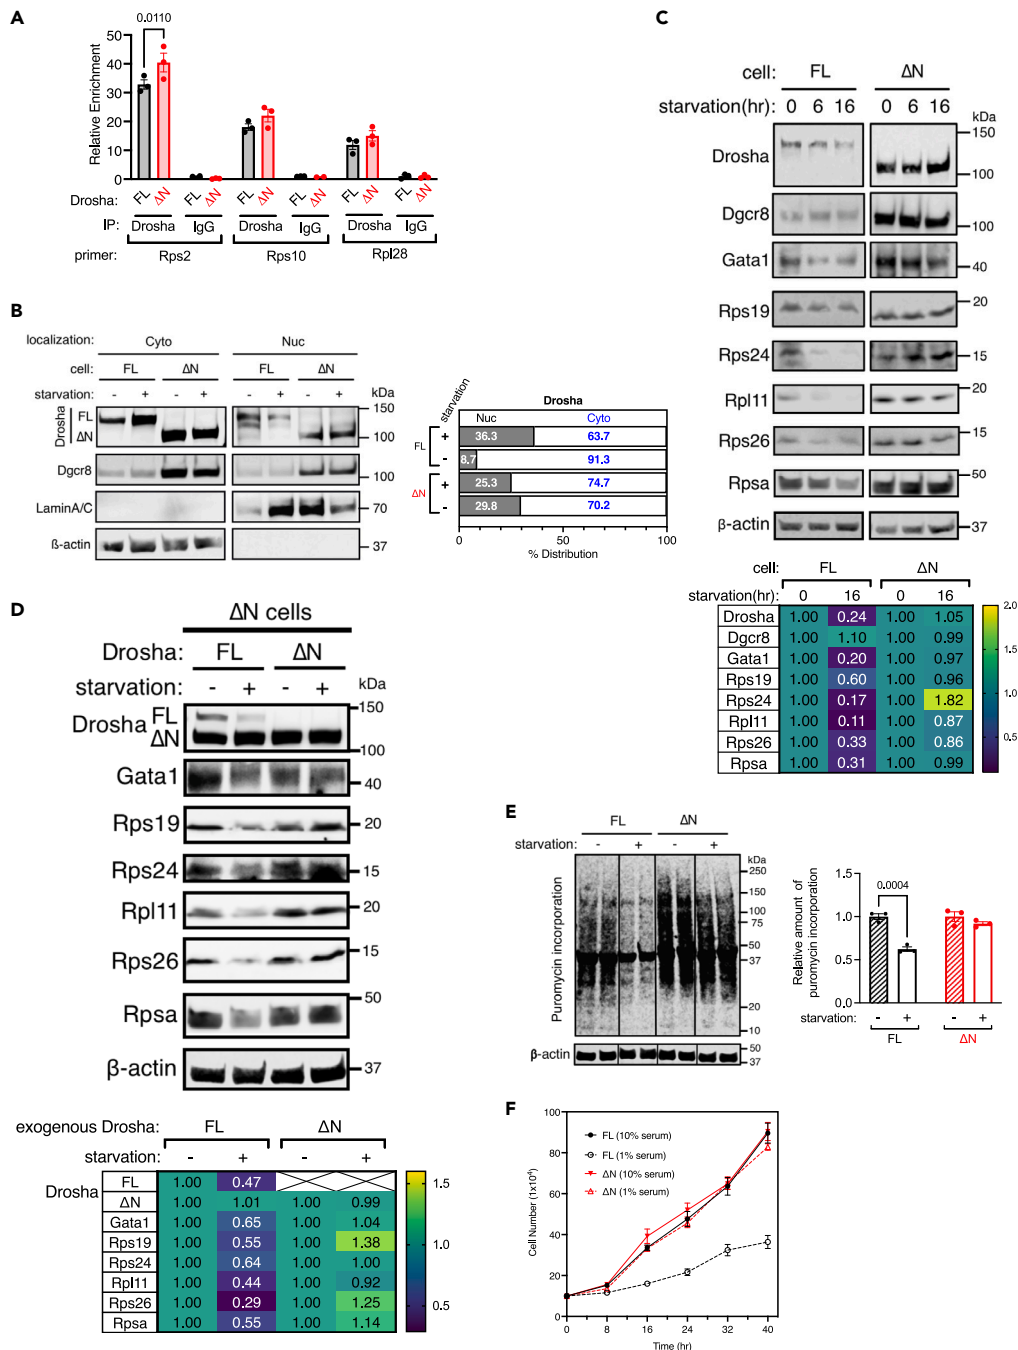 A
0.0110
Relative Enrichment
50
40
30
20
10
0
Drosha: FL ΔN FL ΔN FL ΔN FL ΔN FL ΔN FL ΔN
IP: Drosha IgG Drosha IgG Drosha IgG
primer: Rps2 Rps10 Rpl28
B
localization: Cyto Nuc
cell: FL ΔN FL ΔN
starvation: - + - + - + - + kDa
Drosha FL 150
ΔN 100
Dgcr8 100
LaminA/C 70
ß-actin 37
Drosha
starvation Nuc Cyto
FL + 36.3 63.7
- 8.7 91.3
ΔN + 25.3 74.7
- 29.8 70.2
0 50 100
% Distribution
C
cell: FL ΔN
starvation(hr): 0 6 16 0 6 16 kDa
Drosha 150
100
Dgcr8 100
Gata1 40
Rps19 20
Rps24 15
Rpl11 20
Rps26 15
Rpsa 50
β-actin 37
cell: FL ΔN
starvation(hr): 0 16 0 16
Drosha 1.00 0.24 1.00 1.05
Dgcr8 1.00 1.10 1.00 0.99
Gata1 1.00 0.20 1.00 0.97
Rps19 1.00 0.60 1.00 0.96
Rps24 1.00 0.17 1.00 1.82
Rpl11 1.00 0.11 1.00 0.87
Rps26 1.00 0.33 1.00 0.86
Rpsa 1.00 0.31 1.00 0.99
2.0
1.5
1.0
0.5
D
ΔN cells
Drosha: FL ΔN
starvation: - + - + kDa
Drosha FL 150
ΔN 100
Gata1 40
Rps19 20
Rps24 15
Rpl11 20
Rps26 15
Rpsa 50
β-actin 37
exogenous Drosha: FL ΔN
starvation: - + - +
Drosha FL 1.00 0.47
ΔN 1.00 1.01 1.00 0.99
Gata1 1.00 0.65 1.00 1.04
Rps19 1.00 0.55 1.00 1.38
Rps24 1.00 0.64 1.00 1.00
Rpl11 1.00 0.44 1.00 0.92
Rps26 1.00 0.29 1.00 1.25
Rpsa 1.00 0.55 1.00 1.14
1.5
1.0
0.5
E
FL ΔN
starvation: - + - + kDa
Puromycin incorporation
250
150
100
75
50
37
20
10
β-actin 50
37
Relative amount of
puromycin incorporation
0.0004
1.5
1.0
0.5
0.0
starvation: - + - +
FL ΔN
F
FL (10% serum)
FL (1% serum)
ΔN (10% serum)
ΔN (1% serum)
Cell Number (1x10⁴)
100
80
60
40
20
0
0 8 16 24 32 40
Time (hr)